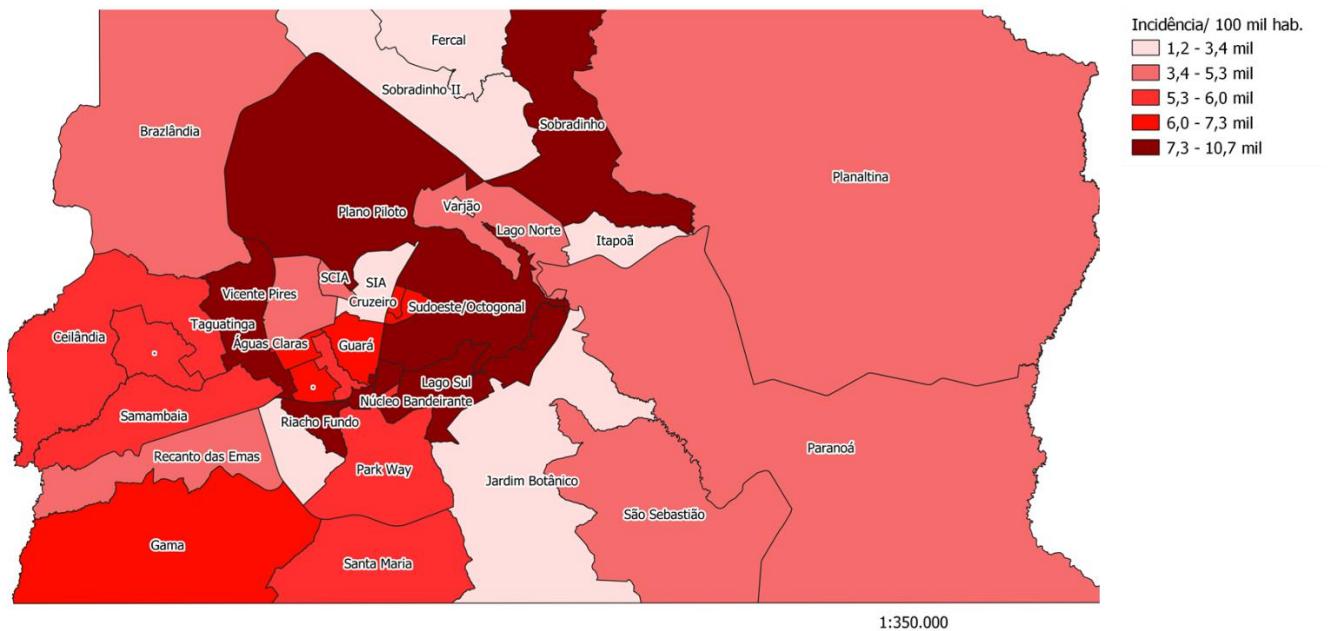 Incidência/ 100 mil hab.
1,2 - 3,4 mil
3,4 - 5,3 mil
5,3 - 6,0 mil
6,0 - 7,3 mil
7,3 - 10,7 mil
Fercal
Sobradinho II
Sobradinho
Brazlândia
Planaltina
Varjão
Plano Piloto
Lago Norte
Itapoã
SCIA
SIA
Vicente Pires
Cruzeiro
Sudoeste/Octogonal
Taguatinga
Ceilândia
Águas Claras
Guará
Lago Sul
Núcleo Bandeirante
Samambaia
Riacho Fundo
Paranoá
Recanto das Emas
Park Way
Jardim Botânico
São Sebastião
Gama
Santa Maria
1:350.000